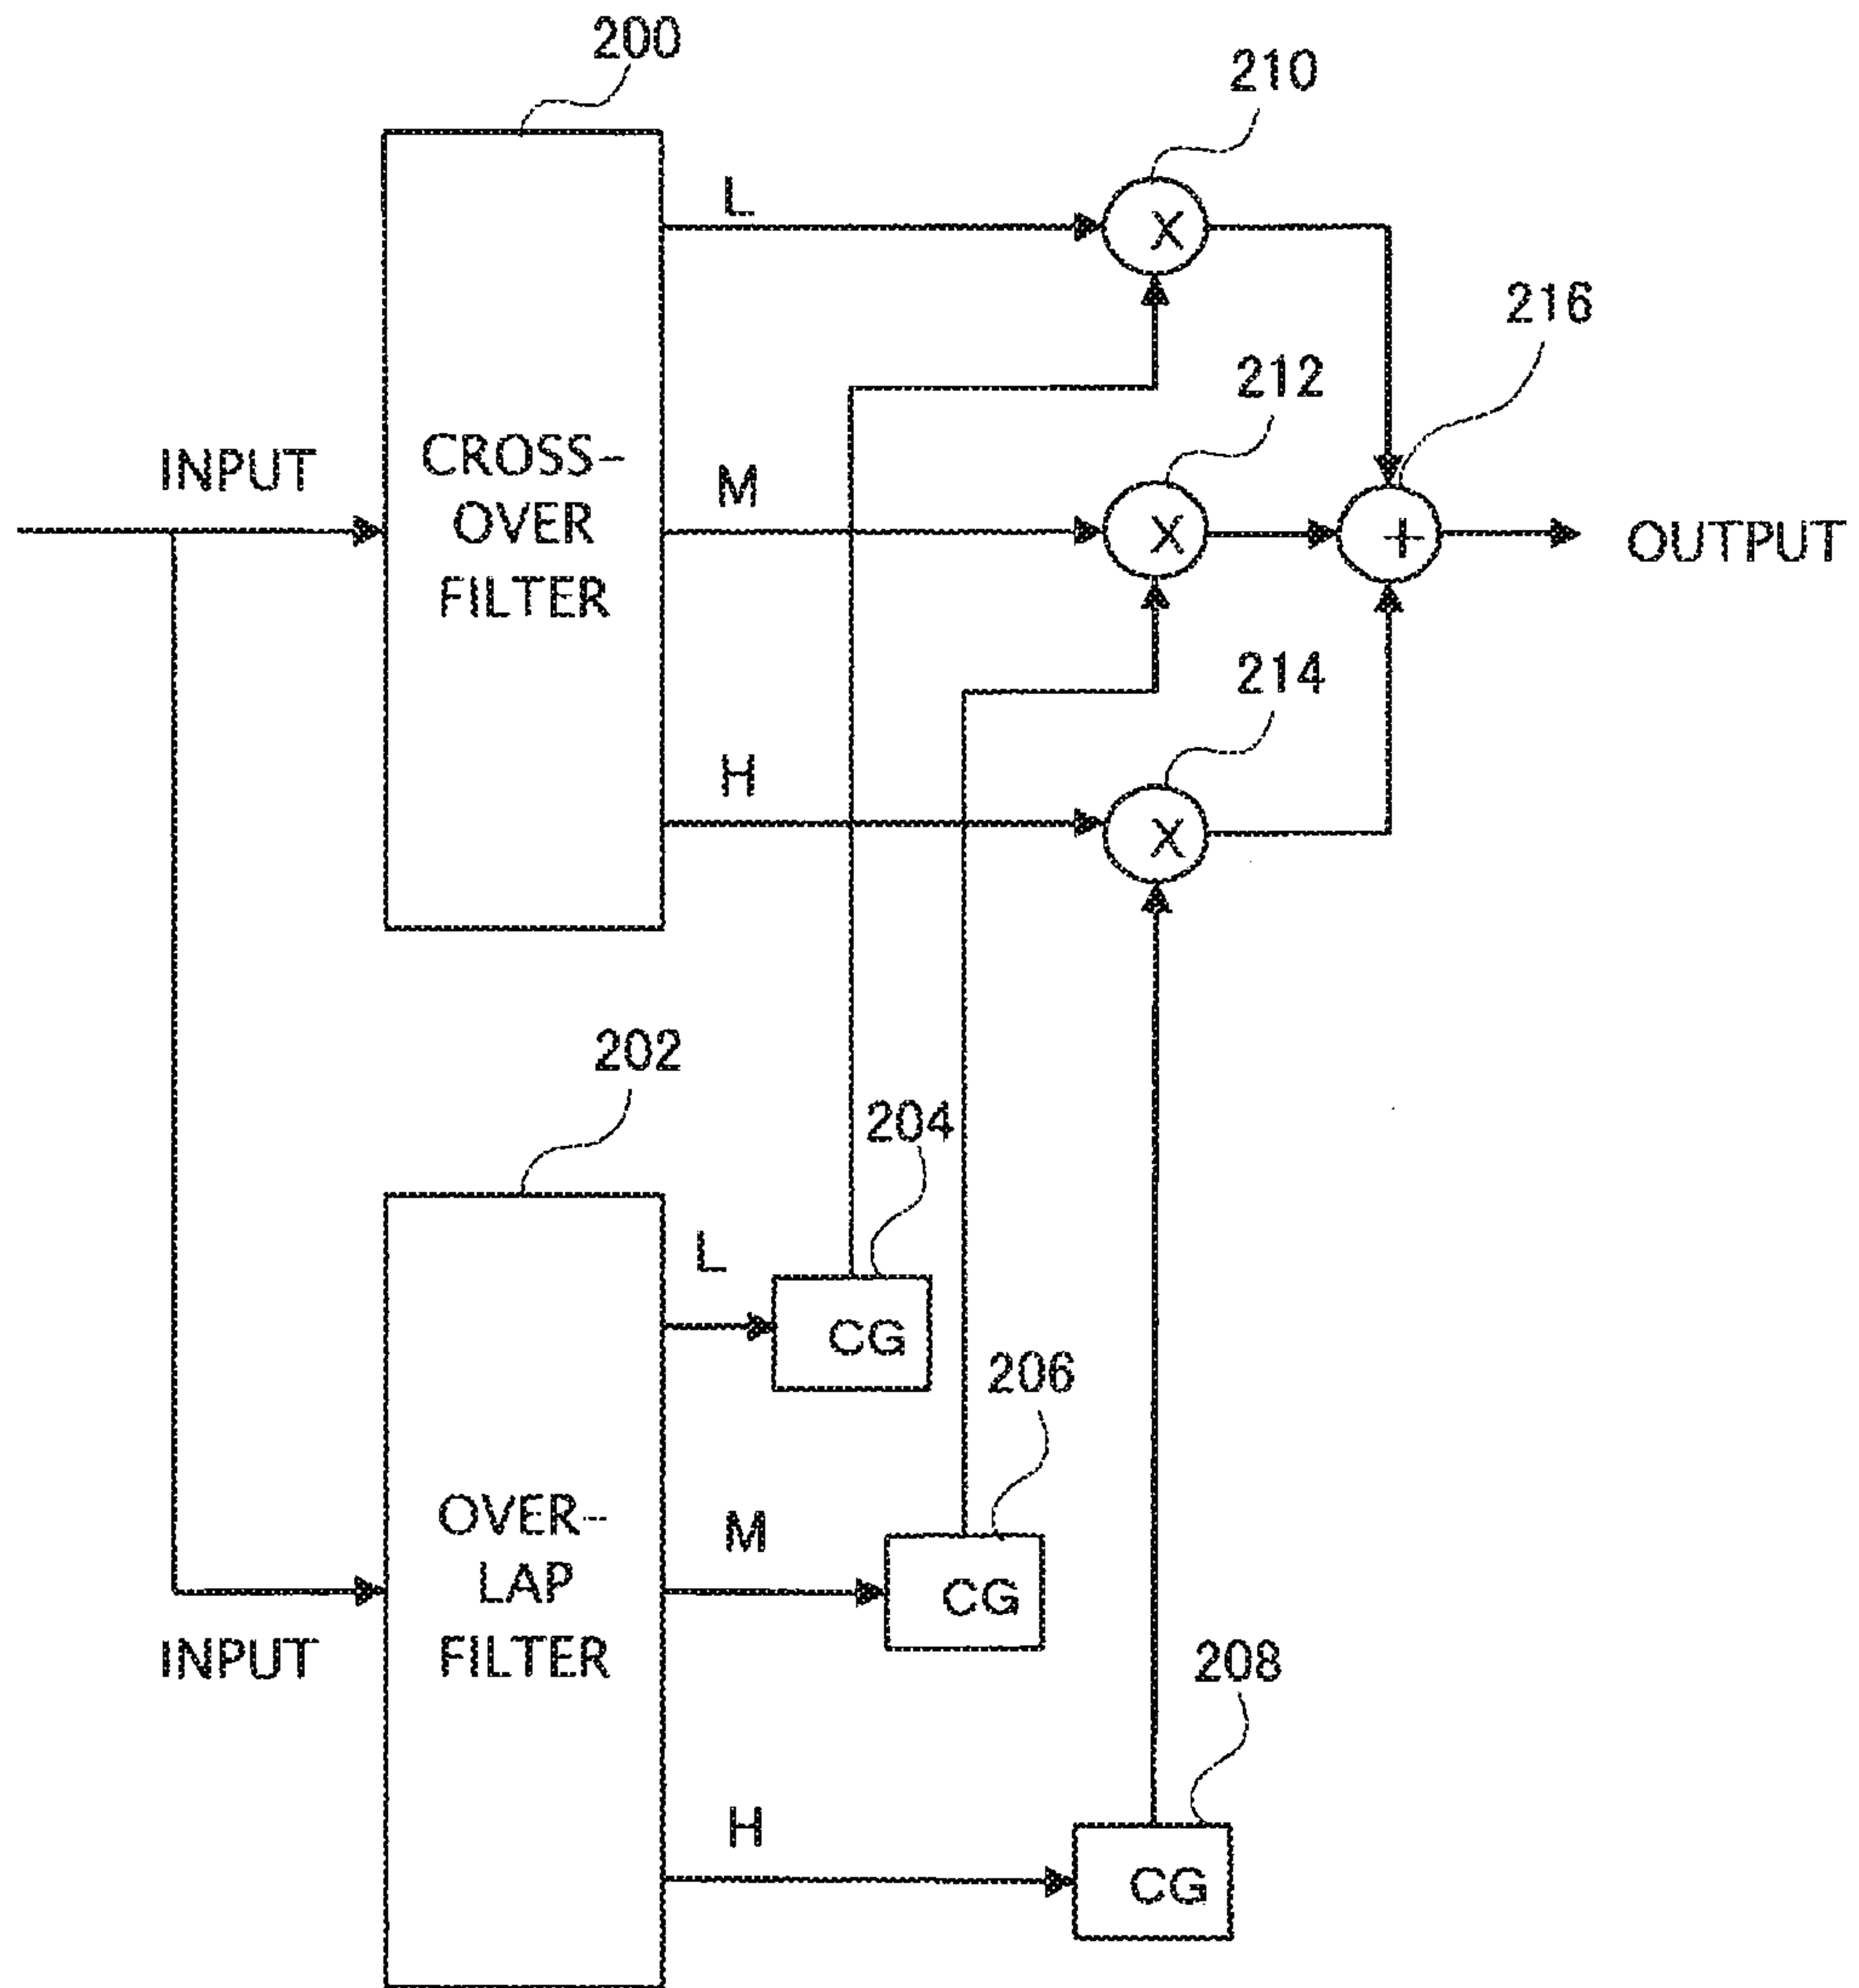 200
210
L
216
212
INPUT
CROSS-
OVER
FILTER
M
X
X
+
OUTPUT
214
H
X
202
204
L
CG
206
OVER-
LAP
FILTER
M
CG
INPUT
208
H
CG